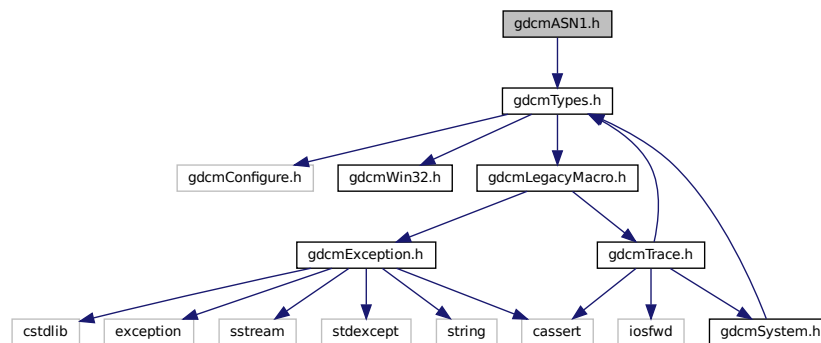 gdcmASN1.h
gdcmTypes.h
gdcmConfigure.h
gdcmWin32.h
gdcmLegacyMacro.h
gdcmException.h
gdcmTrace.h
cstdlib
exception
sstream
stdexcept
string
cassert
iosfwd
gdcmSystem.h